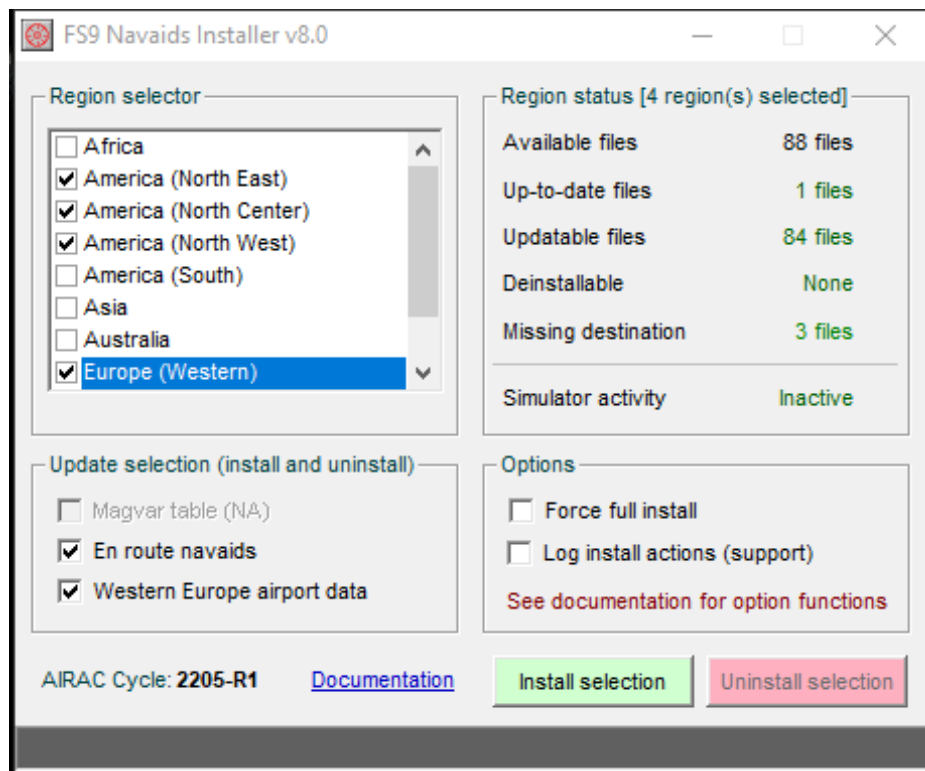 FS9 Navaids Installer v8.0
Region selector
Africa
America (North East)
America (North Center)
America (North West)
America (South)
Asia
Australia
Europe (Western)
Region status [4 region(s) selected]
Available files 88 files
Up-to-date files 1 files
Updatable files 84 files
Deinstallable None
Missing destination 3 files
Simulator activity Inactive
Update selection (install and uninstall)
Magvar table (NA)
En route navaids
Western Europe airport data
Options
Force full install
Log install actions (support)
See documentation for option functions
AIRAC Cycle: 2205-R1 Documentation Install selection Uninstall selection